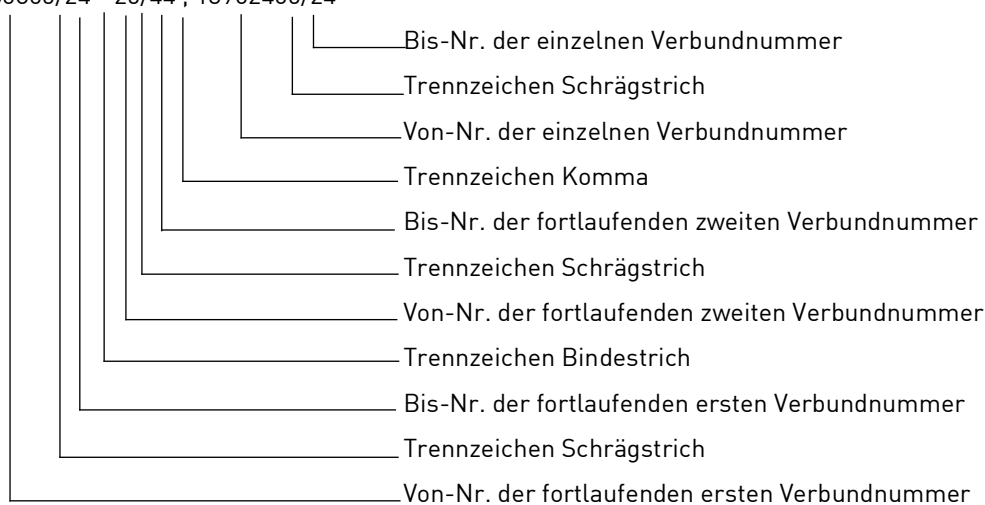 Bis-Nr. der einzelnen Verbundnummer
Trennzeichen Schrägstrich
Von-Nr. der einzelnen Verbundnummer
Trennzeichen Komma
Bis-Nr. der fortlaufenden zweiten Verbundnummer
Trennzeichen Schrägstrich
Von-Nr. der fortlaufenden zweiten Verbundnummer
Trennzeichen Bindestrich
Bis-Nr. der fortlaufenden ersten Verbundnummer
Trennzeichen Schrägstrich
Von-Nr. der fortlaufenden ersten Verbundnummer